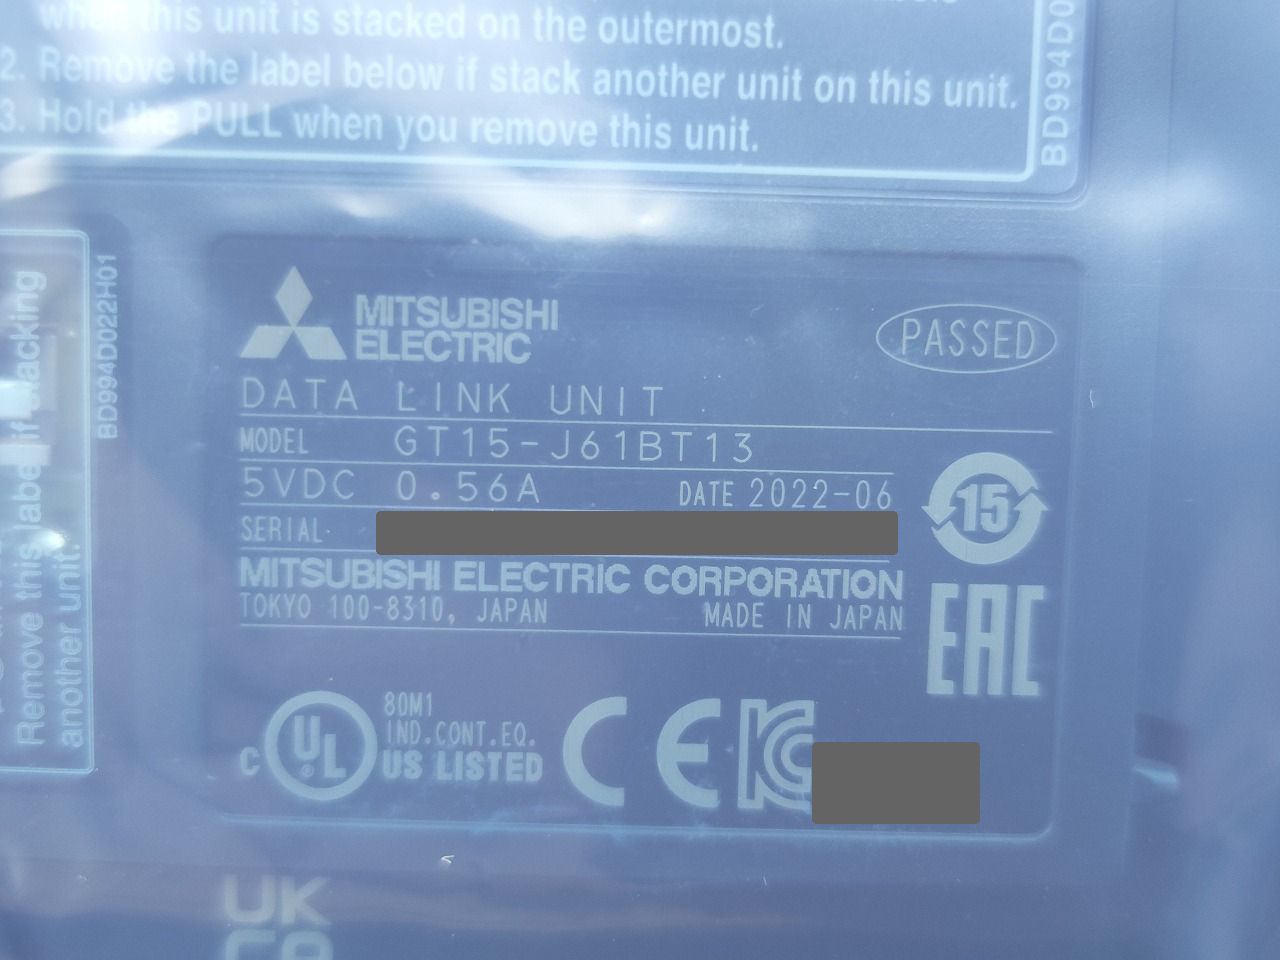 when this unit is stacked on the outermost.
2. Remove the label below if stack another unit on this unit.
3. Hold the PULL when you remove this unit.
BD994D0
Remove this label if stacking
another unit.
BD994D022H01
MITSUBISHI
ELECTRIC
PASSED
DATA LINK UNIT
MODEL GT15-J61BT13
5VDC 0.56A DATE 2022-06
SERIAL
15
MITSUBISHI ELECTRIC CORPORATION
TOKYO 100-8310, JAPAN MADE IN JAPAN
EAC
C UL
80M1
IND.CONT.EQ.
US LISTED
CE
KC
UK
CA